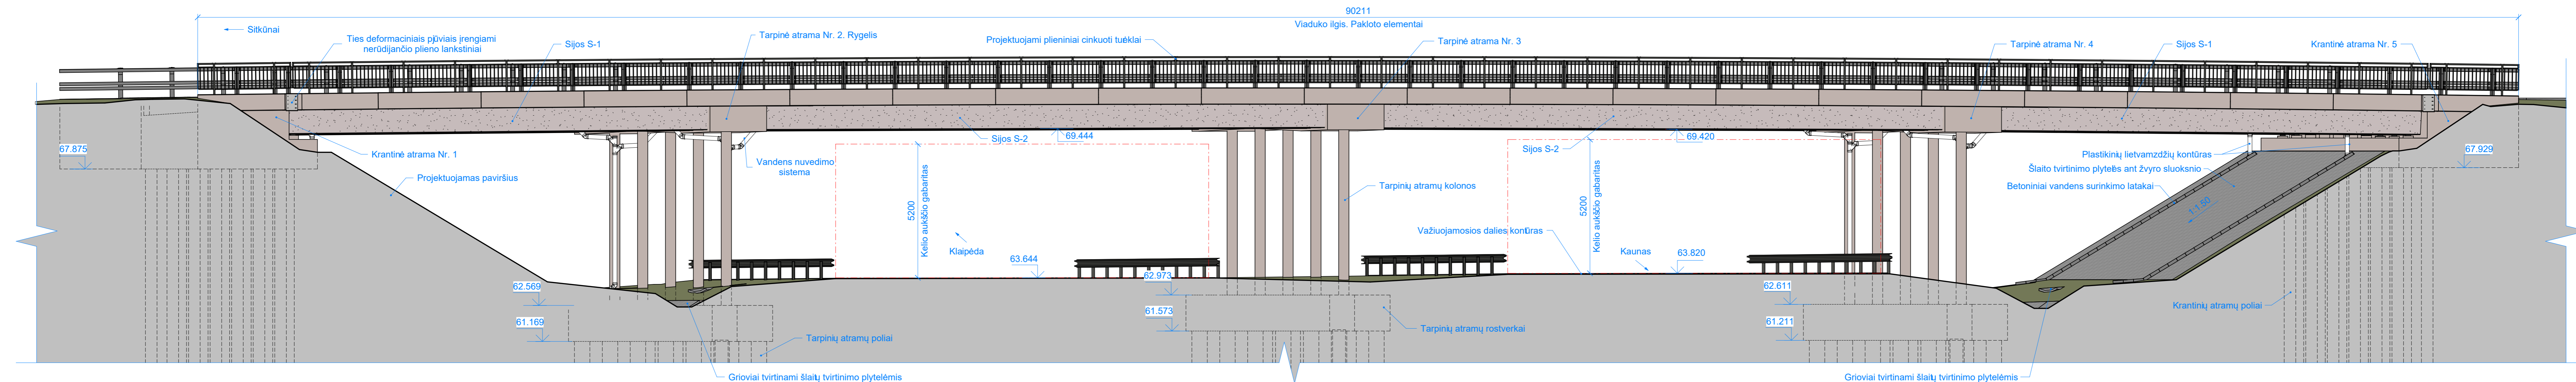 90211
Viaduko ilgis. Pakloto elementai
Sitkūnai
Ties deformaciniais pjūviais įrengiami
nerūdijančio plieno lankstiniai
Sijos S-1
Tarpinė atrama Nr. 2. Rygelis
Projektuojami plieniniai cinkuoti turėklai
Tarpinė atrama Nr. 3
Tarpinė atrama Nr. 4
Sijos S-1
Krantinė atrama Nr. 5
67.875
Krantinė atrama Nr. 1
Projektuojamas paviršius
Vandens nuvedimo
sistema
Sijos S-2
69.444
5200
Kelio aukščio gabaritas
Klaipėda
63.644
Tarpinių atramų kolonos
Sijos S-2
69.420
5200
Kelio aukščio gabaritas
Važiuojamosios dalies kontūras
Kaunas
63.820
Plastikinių lietvamzdžių kontūras
Šlaito tvirtinimo plytelės ant žvyro sluoksnio
Betoniniai vandens surinkimo latakai
1:1.50
67.929
62.569
61.169
62.973
61.573
62.611
61.211
Tarpinių atramų poliai
Tarpinių atramų rostverkai
Krantinių atramų poliai
Grioviai tvirtinami šlaitų tvirtinimo plytelėmis
Grioviai tvirtinami šlaitų tvirtinimo plytelėmis